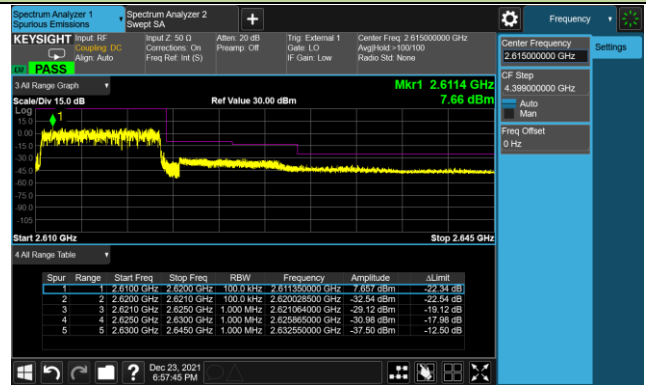 Spectrum Analyzer 1
Spurious Emissions
Spectrum Analyzer 2
Swept SA
Frequency
KEYSIGHT
Input: RF
Coupling: DC
Align: Auto
Input Z: 50 Ω
Corrections: On
Freq Ref: Int (S)
Atten: 20 dB
Preamp: Off
Trig: External 1
Gate: LO
IF Gain: Low
Center Freq: 2.615000000 GHz
Avg|Hold:>100/100
Radio Std: None
PASS
Center Frequency
2.615000000 GHz
Settings
CF Step
4.399000000 GHz
Auto
Man
Freq Offset
0 Hz
3 All Range Graph
Mkr1 2.6114 GHz
7.66 dBm
Scale/Div 15.0 dB
Ref Value 30.00 dBm
Log
15.0
0.00
-15.0
-30.0
-45.0
-60.0
-75.0
-90.0
-105
1
Start 2.610 GHz
Stop 2.645 GHz
4 All Range Table
Spur Range Start Freq Stop Freq RBW Frequency Amplitude ΔLimit
1 1 2.6100 GHz 2.6200 GHz 100.0 kHz 2.611350000 GHz 7.657 dBm -22.34 dB
2 2 2.6200 GHz 2.6210 GHz 100.0 kHz 2.620028500 GHz -32.54 dBm -22.54 dB
3 3 2.6210 GHz 2.6250 GHz 1.000 MHz 2.621064000 GHz -29.12 dBm -19.12 dB
4 4 2.6250 GHz 2.6300 GHz 1.000 MHz 2.625865000 GHz -30.98 dBm -17.98 dB
5 5 2.6300 GHz 2.6450 GHz 1.000 MHz 2.632550000 GHz -37.50 dBm -12.50 dB
Dec 23, 2021
6:57:45 PM